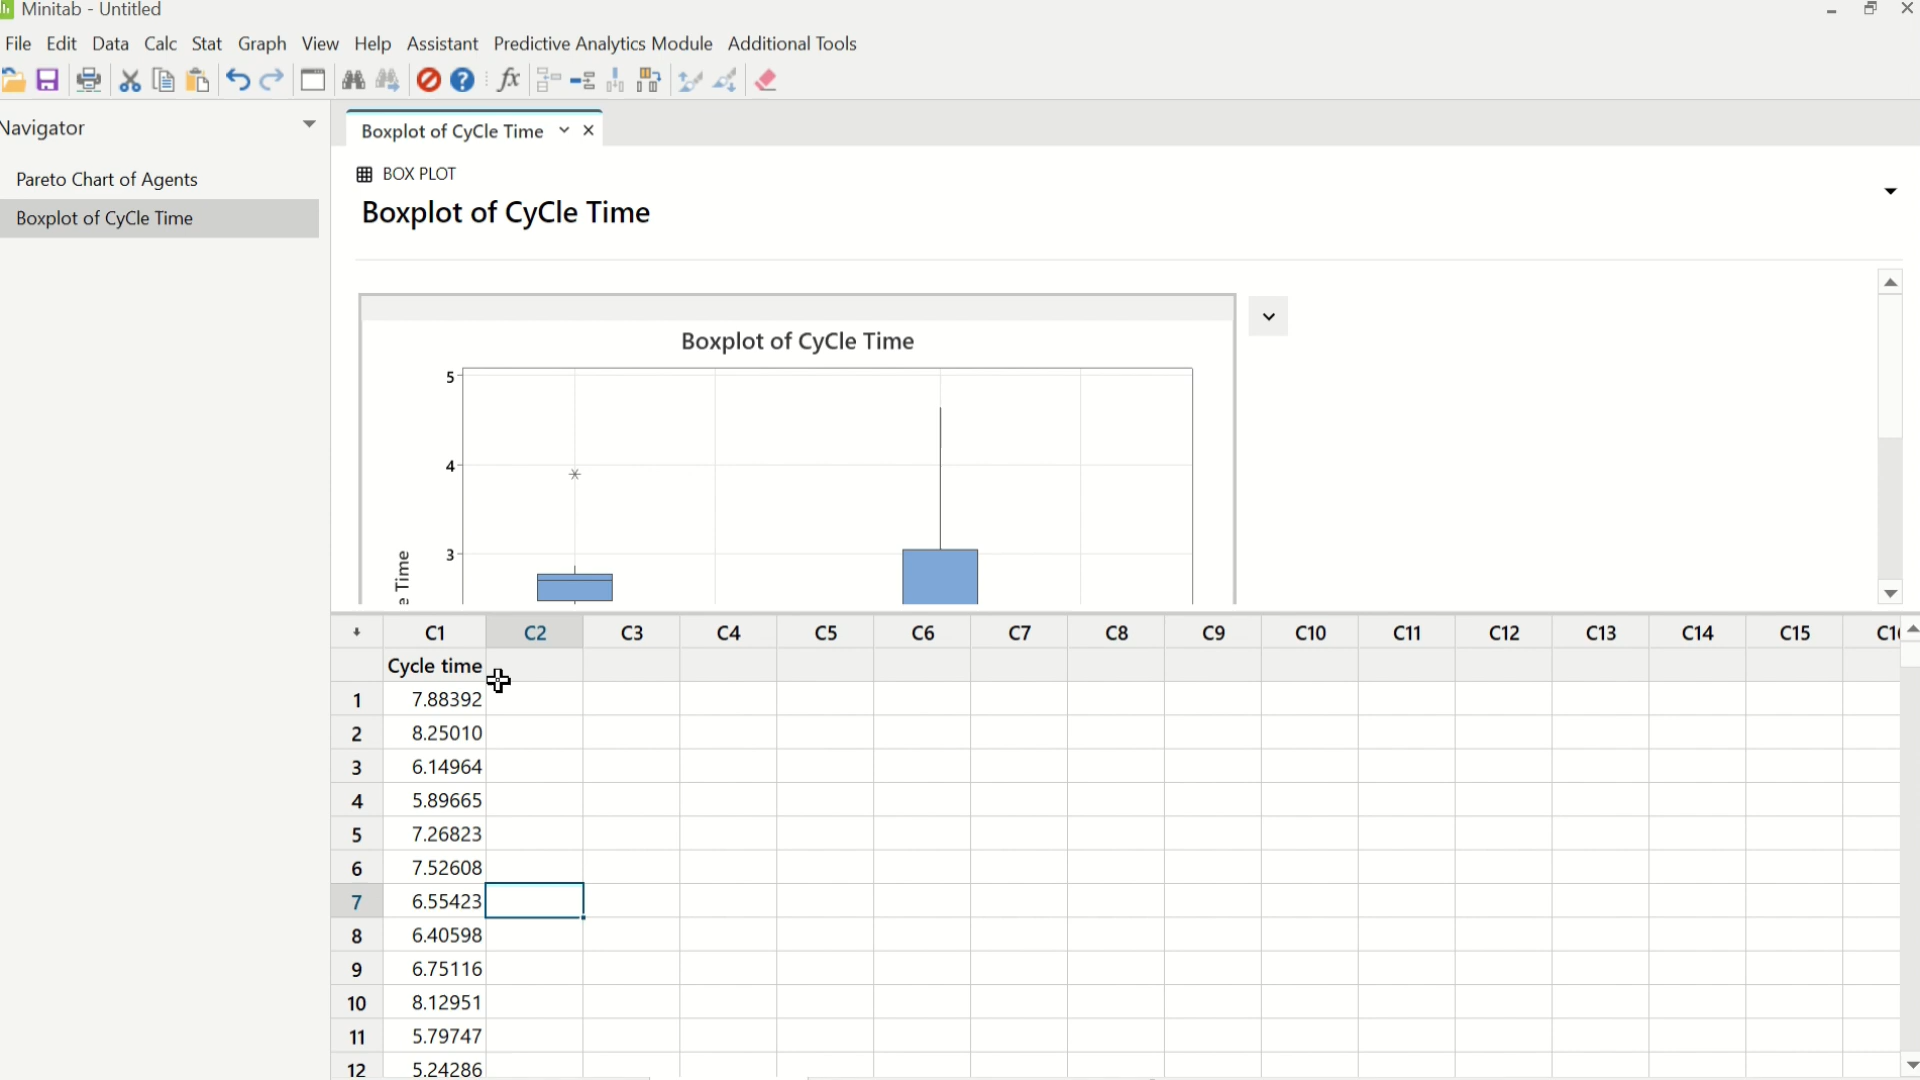 Minitab - Untitled
File Edit Data Calc Stat Graph View Help Assistant Predictive Analytics Module Additional Tools
fx
Navigator
Pareto Chart of Agents
Boxplot of CyCle Time
Boxplot of CyCle Time
BOX PLOT
Boxplot of CyCle Time
Boxplot of CyCle Time
5
4
3
e Time
C1 C2 C3 C4 C5 C6 C7 C8 C9 C10 C11 C12 C13 C14 C15
Cycle time
1 7.88392
2 8.25010
3 6.14964
4 5.89665
5 7.26823
6 7.52608
7 6.55423
8 6.40598
9 6.75116
10 8.12951
11 5.79747
12 5.24286